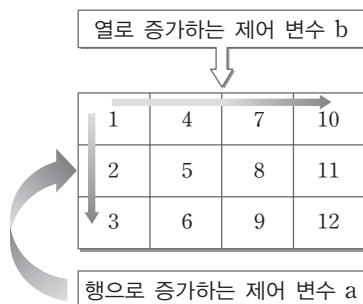 열로 증가하는 제어 변수 b
1 4 7 10
2 5 8 11
3 6 9 12
행으로 증가하는 제어 변수 a